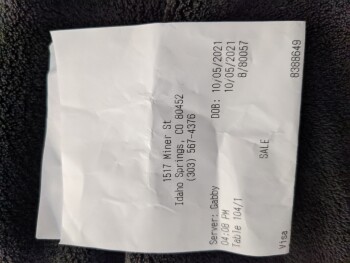 1517 Miner St
Idaho Springs, CO 80452
(303) 567-4376
Server: Gabby DOB: 10/05/2021
04:08 PM 10/05/2021
Table 104/1 8/80057
SALE
Visa 8388649